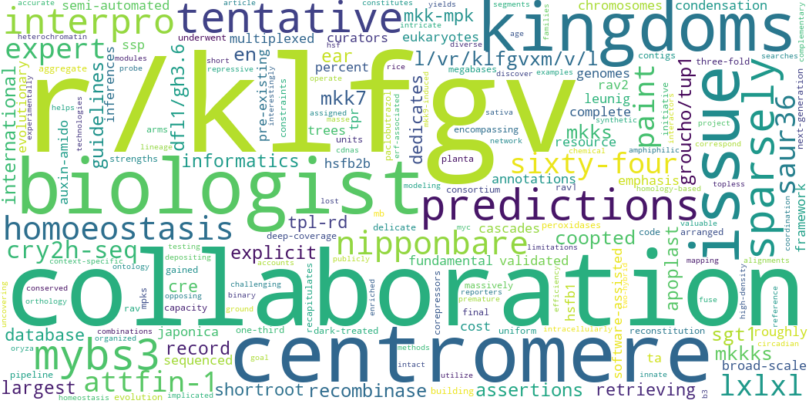 accurate semi-automated article constitutes yields segments families chromosomes condensation complementary
interpro tentative mkk-mpk kingdoms
heterochromatin underwent multiplexed curators intricate diverse contigs three-fold searches
expert ssp en ear eukaryotes l/vr/klfgvxm/v/l
technologies aggregate short percent hsf rice discover examples genomes megabases
r/klfgv
international evolutionary experimentally probe repressive interestingly operate assigned
guidelines inferences dfl1/gh3.6 pre-existing mkk7 tpr dedicates mkks rav2 leunig complete
paint issue sparsely groucho/tup1 saur36 next-generation
auxin-amido helps arms trees constraints paclobutrazol erf-associated
resource sativa synthetic initiative project correspond amphiphilic
strengths lineage cdnas units encompassing network chemical
informatics hsfb2b planta sixty-four emphasis
biologist annotations homology-based
predictions
lost modeling consortium rav1 topless
homoeostasis tpl-rd mb delicate myc cascades peroxidases limitations code arranged mapping coordination framework
nipponbare coopted
cry2h-seq explicit deep-coverage fundamental validated
testing depositing context-specific accounts challenging publicly massively
collaboration
uncovering ontology gained cre recapitulates corepressors efficiency apoplast valuable alignments high-density
conserved orthology mpks opposing binary enriched reporters premature hsfb1 software-assisted fuse reference
database rav capacity ground one-third dark-treated final
combinations organized japonica cost uniform intracellularly reconstitution sgt1 roughly
mybs3 record centromere mkkks circadian
oryza sequenced goal methods ta broad-scale
pipeline attfin-1 intact innate
largest shortroot recombinase assertions retrieving lxlxl
homeostasis evolution implicated utilize building b3